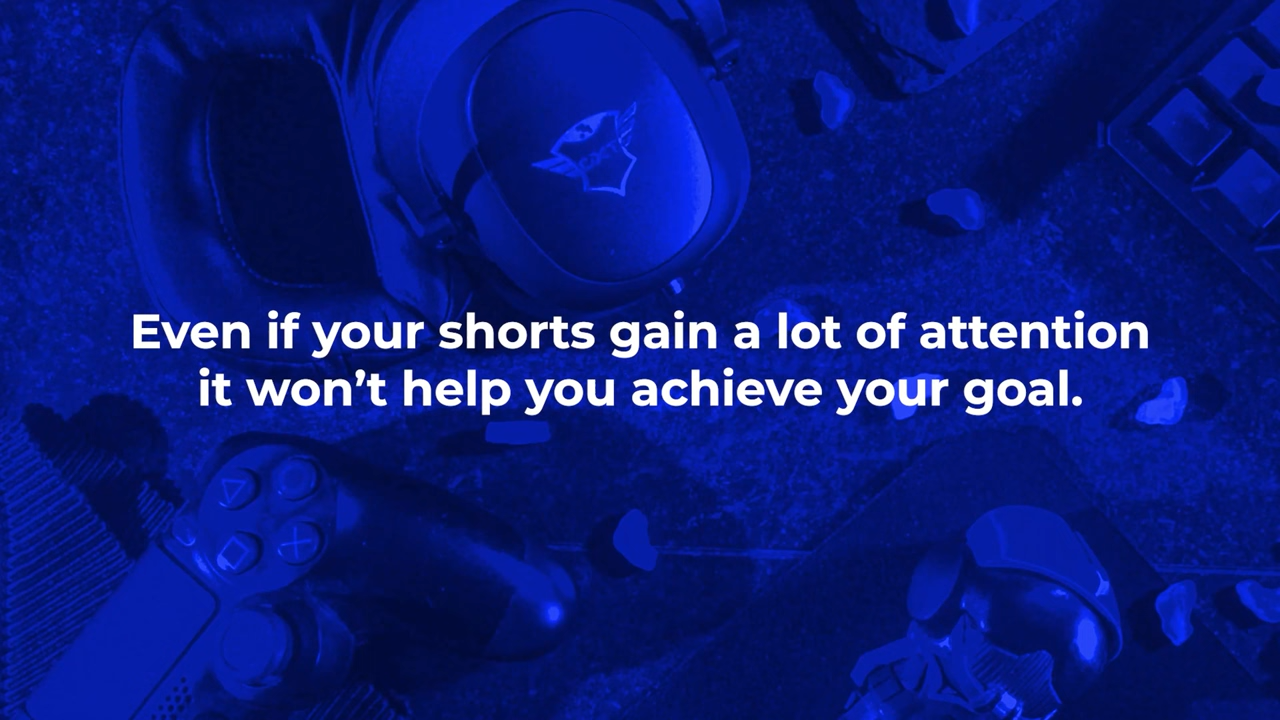 Even if your shorts gain a lot of attention
it won’t help you achieve your goal.